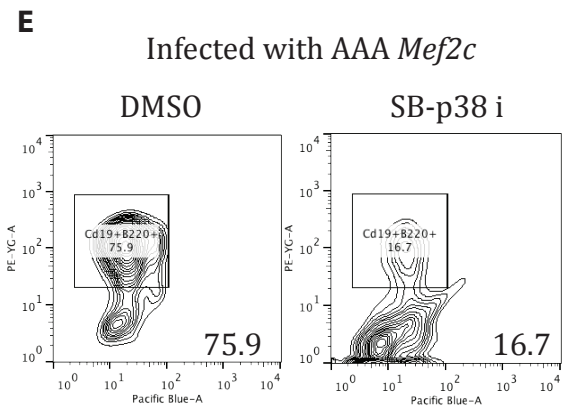 E
Infected with AAA Mef2c
DMSO
SB-p38 i
10^4
10^3
10^2
10^1
10^0
PE-YG-A
Cd19+B220+
75.9
75.9
10^0 10^1 10^2 10^3 10^4
Pacific Blue-A
10^4
10^3
10^2
10^1
10^0
PE-YG-A
Cd19+B220+
16.7
16.7
10^0 10^1 10^2 10^3 10^4
Pacific Blue-A